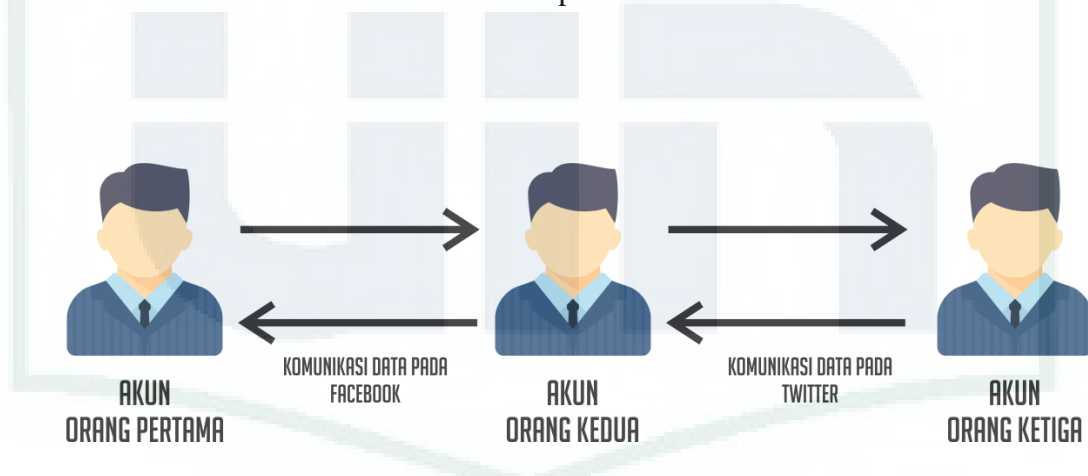 KOMUNIKASI DATA PADA
FACEBOOK
KOMUNIKASI DATA PADA
TWITTER
AKUN
ORANG PERTAMA
AKUN
ORANG KEDUA
AKUN
ORANG KETIGA